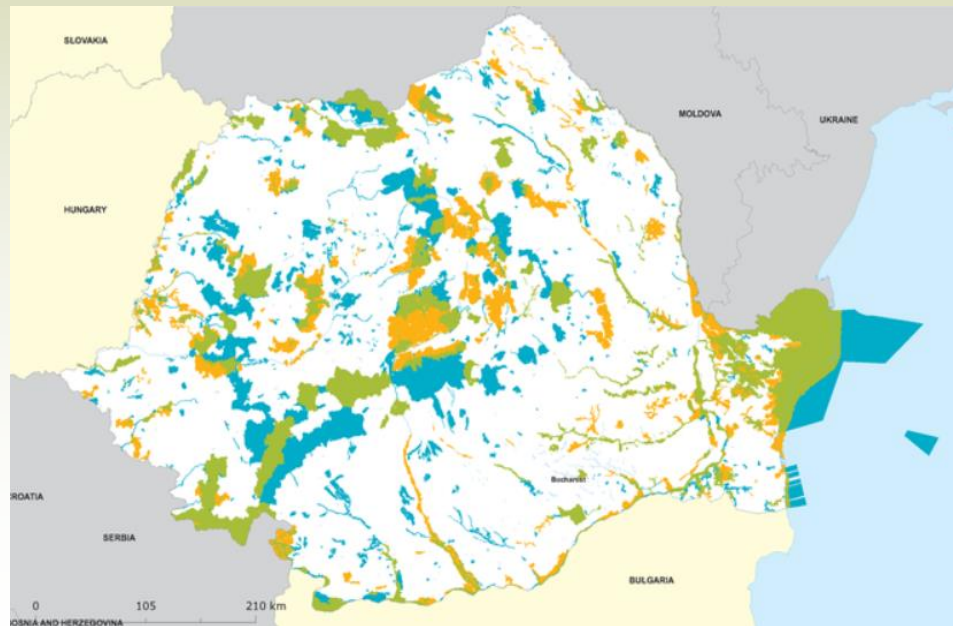 SLOVAKIA
MOLDOVA
UKRAINE
HUNGARY
Bucharest
CROATIA
SERBIA
BULGARIA
0 105 210 km
BOSNIA AND HERZEGOVINA